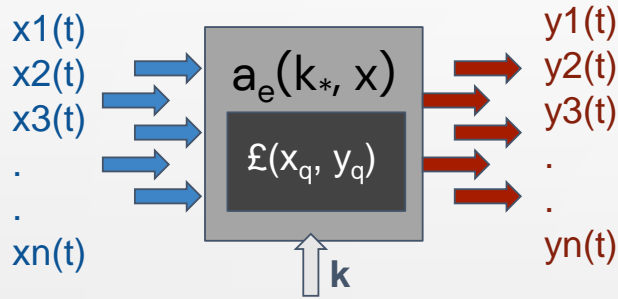 x1(t)
x2(t)
x3(t)
.
.
xn(t)
aₑ(k*, x)
£(x_q, y_q)
k
y1(t)
y2(t)
y3(t)
.
.
yn(t)